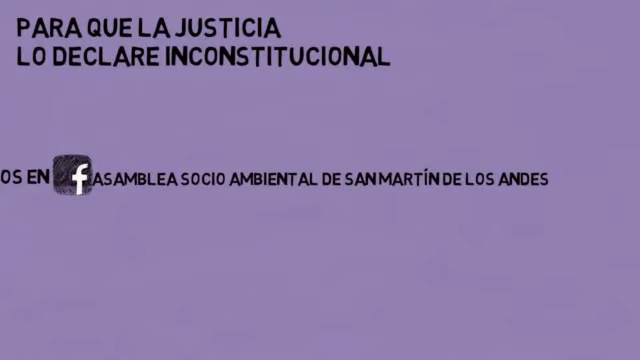 PARA QUE LA JUSTICIA
LO DECLARE INCONSTITUCIONAL
OS EN f ASAMBLEA SOCIO AMBIENTAL DE SAN MARTÍN DE LOS ANDES